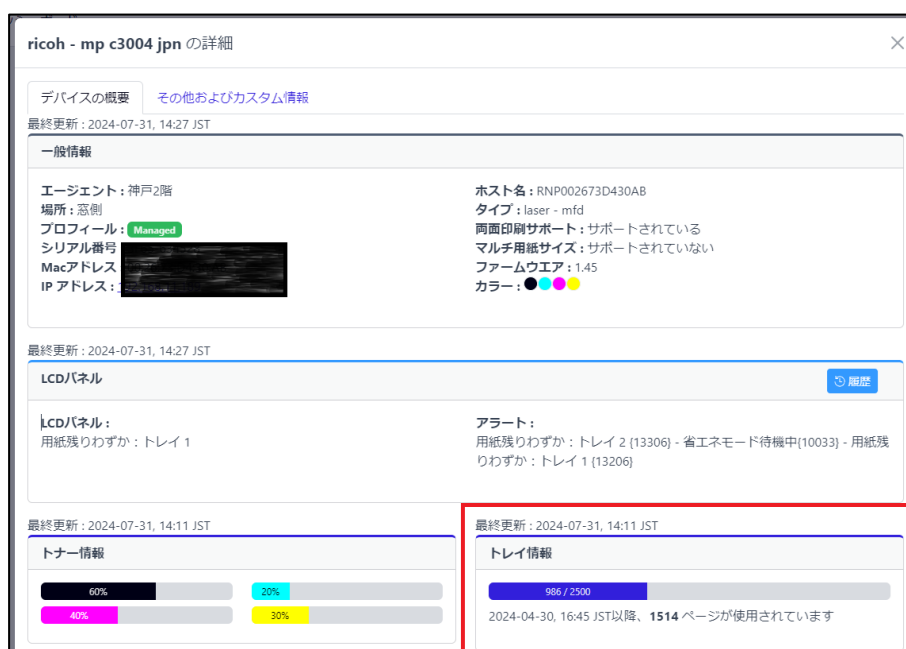 ricoh - mp c3004 jpn の詳細
デバイスの概要
その他およびカスタム情報
最終更新 : 2024-07-31, 14:27 JST
一般情報
エージェント : 神戸2階
場所 : 窓側
プロフィール : Managed
シリアル番号
Macアドレス
IP アドレス :
ホスト名 : RNP002673D430AB
タイプ : laser - mfd
両面印刷サポート : サポートされている
マルチ用紙サイズ : サポートされていない
ファームウエア : 1.45
カラー :
最終更新 : 2024-07-31, 14:27 JST
LCDパネル
履歴
LCDパネル :
用紙残りわずか : トレイ 1
アラート :
用紙残りわずか : トレイ 2 {13306} - 省エネモード待機中{10033} - 用紙残
りわずか : トレイ 1 {13206}
最終更新 : 2024-07-31, 14:11 JST
トナー情報
60%
20%
40%
30%
最終更新 : 2024-07-31, 14:11 JST
トレイ情報
986 / 2500
2024-04-30, 16:45 JST以降、1514 ページが使用されています